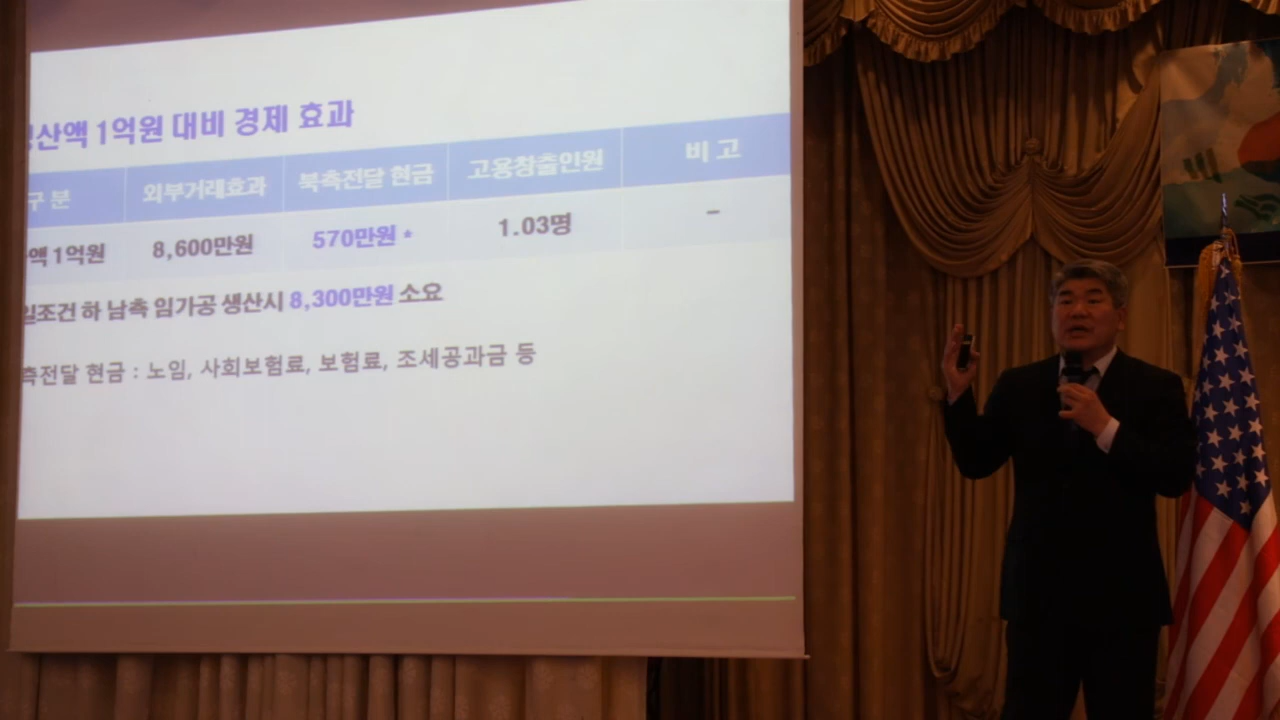 산액 1억원 대비 경제 효과
구 분 외부거래효과 북측전달 현금 고용창출인원 비 고
액 1억원 8,600만원 570만원 * 1.03명 -
일조건 하 남측 임가공 생산시 8,300만원 소요
측전달 현금 : 노임, 사회보험료, 보험료, 조세공과금 등